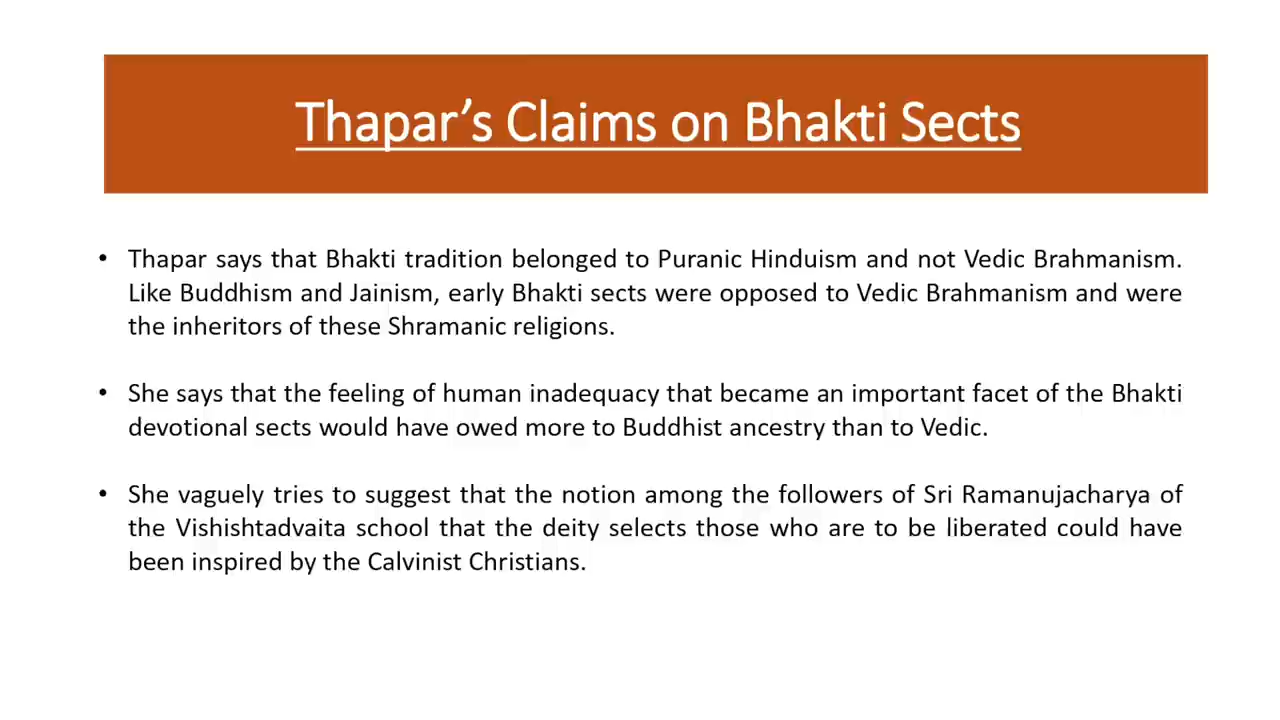 Thapar’s Claims on Bhakti Sects
• Thapar says that Bhakti tradition belonged to Puranic Hinduism and not Vedic Brahmanism.
Like Buddhism and Jainism, early Bhakti sects were opposed to Vedic Brahmanism and were
the inheritors of these Shramanic religions.
• She says that the feeling of human inadequacy that became an important facet of the Bhakti
devotional sects would have owed more to Buddhist ancestry than to Vedic.
• She vaguely tries to suggest that the notion among the followers of Sri Ramanujacharya of
the Vishishtadvaita school that the deity selects those who are to be liberated could have
been inspired by the Calvinist Christians.